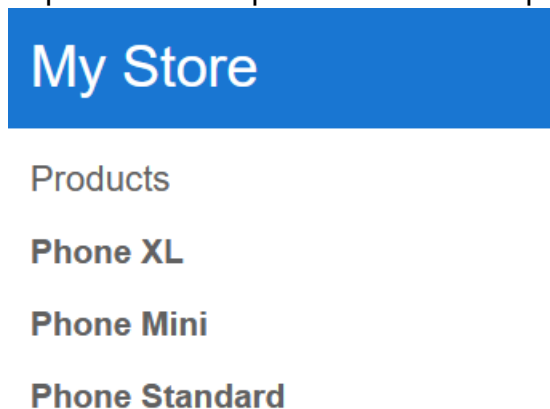 My Store
Products
Phone XL
Phone Mini
Phone Standard